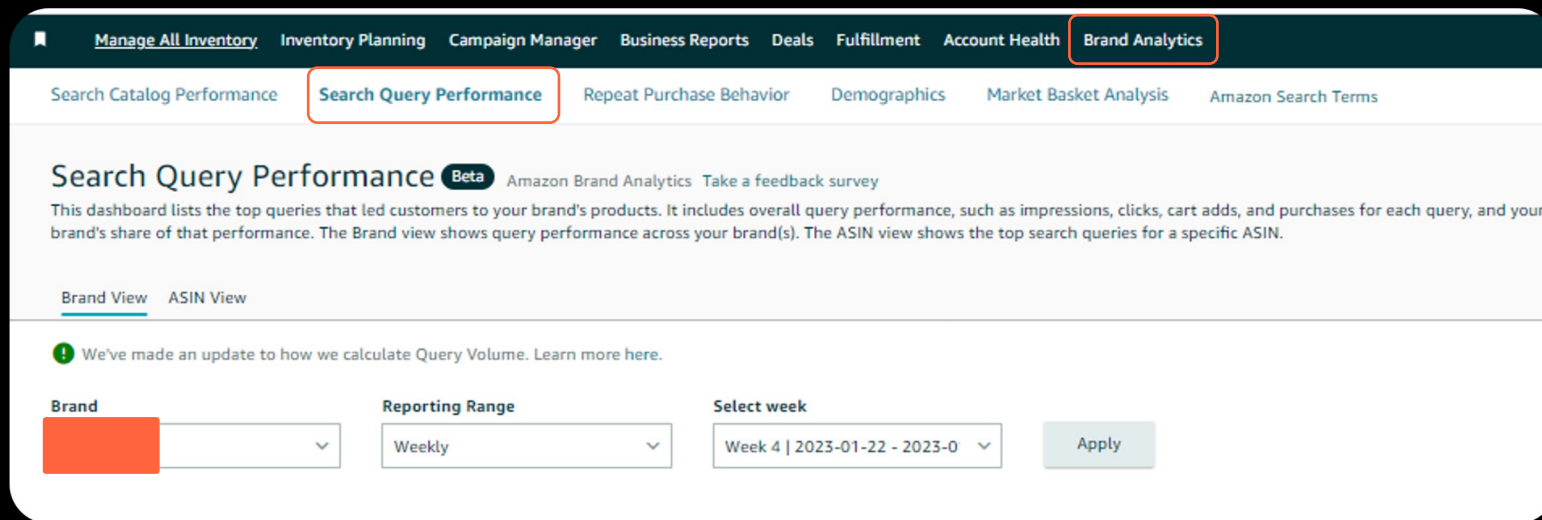 Manage All Inventory Inventory Planning Campaign Manager Business Reports Deals Fulfillment Account Health Brand Analytics
Search Catalog Performance Search Query Performance Repeat Purchase Behavior Demographics Market Basket Analysis Amazon Search Terms
Search Query Performance Beta Amazon Brand Analytics Take a feedback survey
This dashboard lists the top queries that led customers to your brand's products. It includes overall query performance, such as impressions, clicks, cart adds, and purchases for each query, and your
brand's share of that performance. The Brand view shows query performance across your brand(s). The ASIN view shows the top search queries for a specific ASIN.
Brand View ASIN View
We've made an update to how we calculate Query Volume. Learn more here.
Brand Reporting Range Select week
Weekly Week 4 | 2023-01-22 - 2023-0 Apply